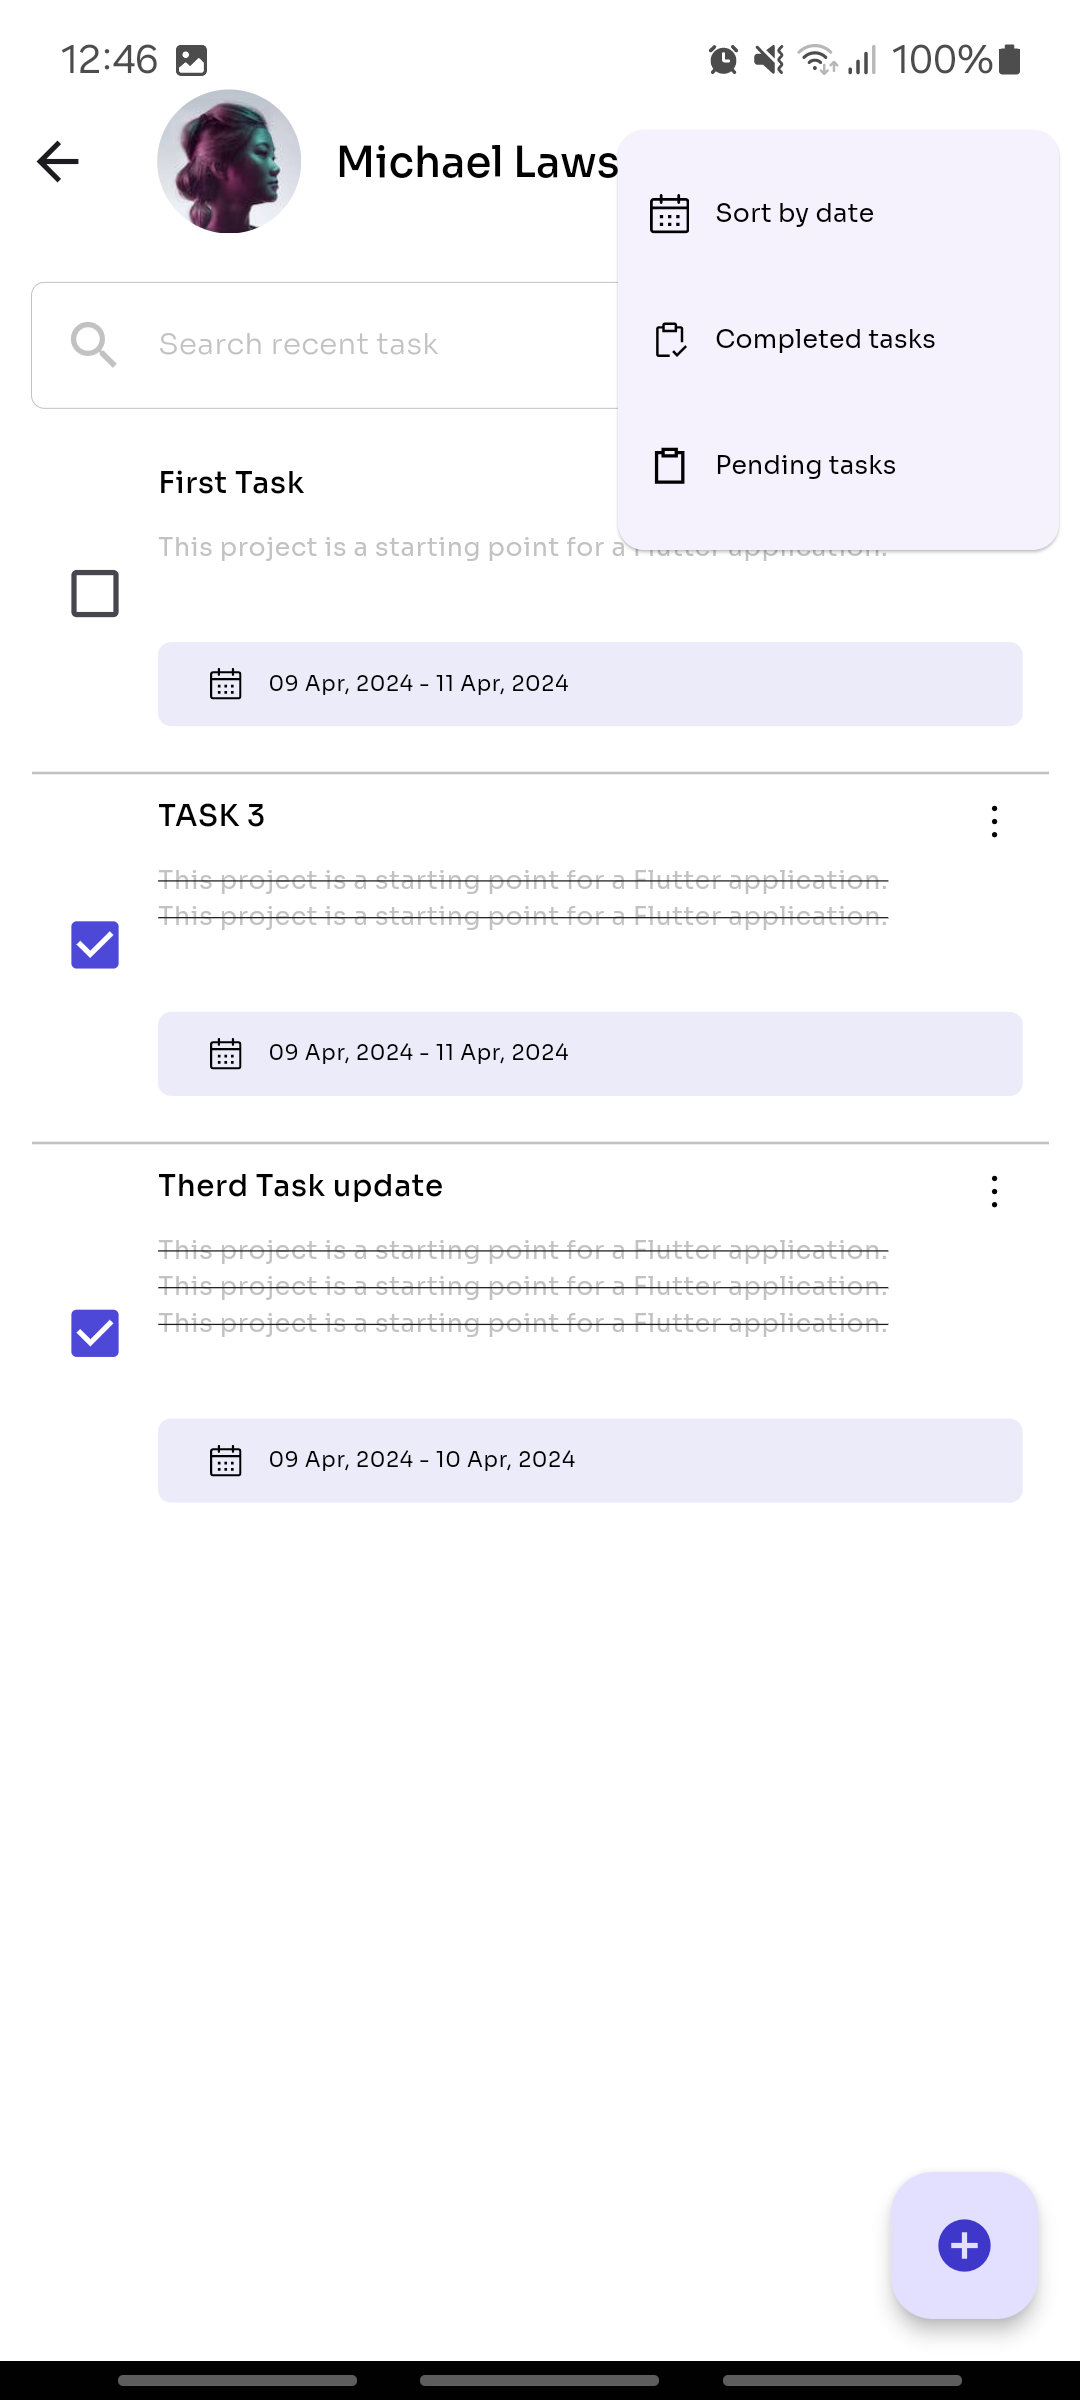 12:46
100%
Michael Laws
Sort by date
Search recent task
Completed tasks
Pending tasks
First Task
This project is a starting point for a Flutter application.
09 Apr, 2024 - 11 Apr, 2024
TASK 3
This project is a starting point for a Flutter application.
This project is a starting point for a Flutter application.
09 Apr, 2024 - 11 Apr, 2024
Therd Task update
This project is a starting point for a Flutter application.
This project is a starting point for a Flutter application.
This project is a starting point for a Flutter application.
09 Apr, 2024 - 10 Apr, 2024